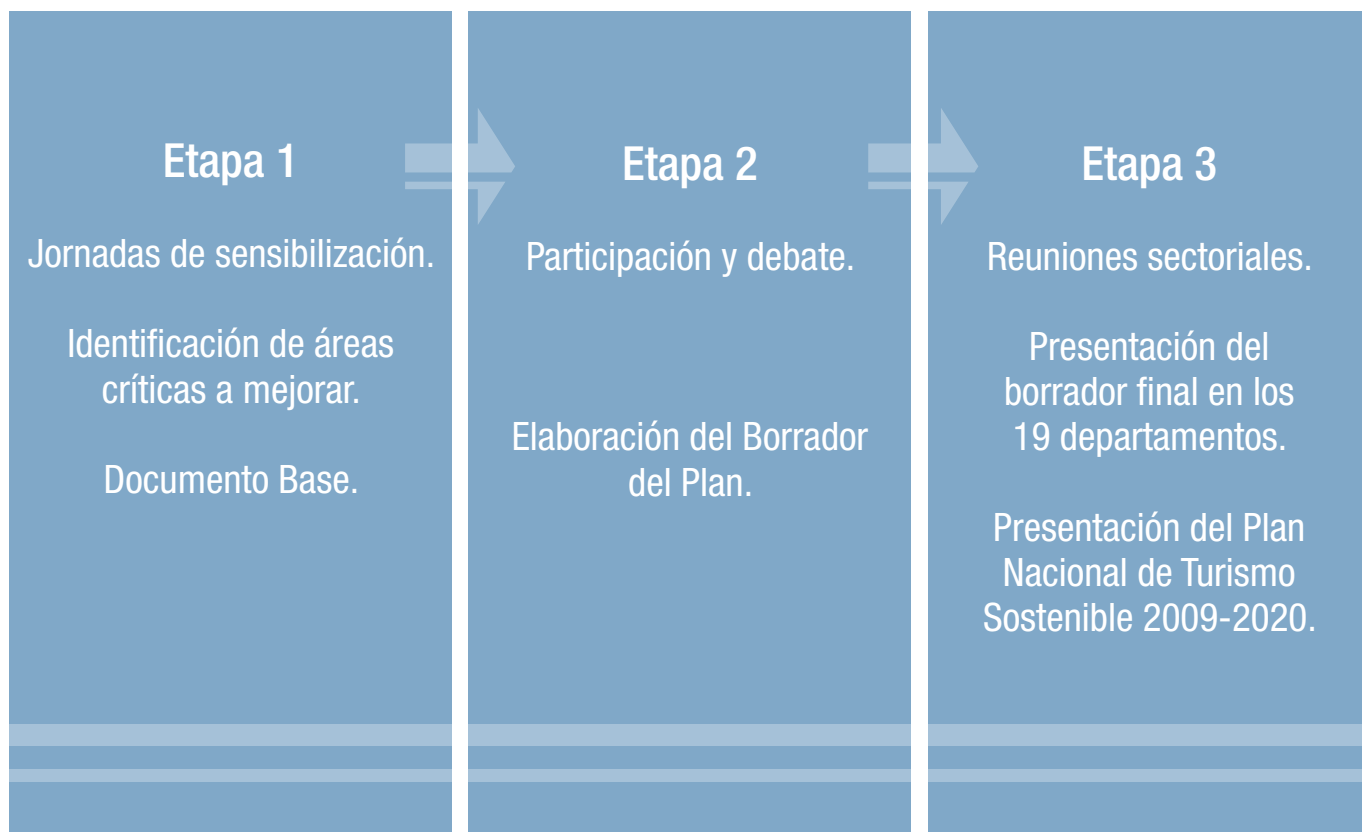 Etapa 1
Jornadas de sensibilización.
Identificación de áreas
críticas a mejorar.
Documento Base.
Etapa 2
Participación y debate.
Elaboración del Borrador
del Plan.
Etapa 3
Reuniones sectoriales.
Presentación del
borrador final en los
19 departamentos.
Presentación del Plan
Nacional de Turismo
Sostenible 2009-2020.